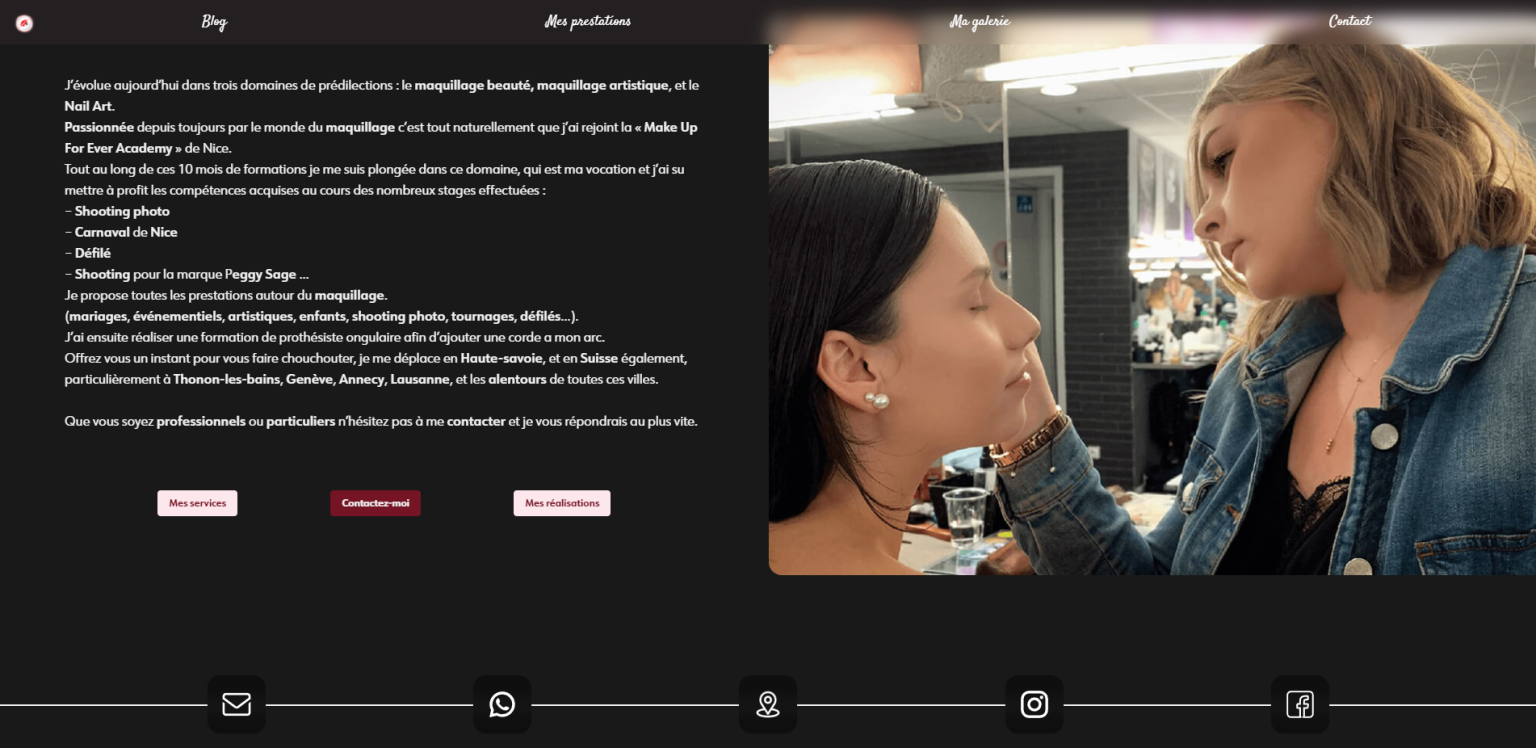 Blog
Mes prestations
Ma galerie
Contact
J’évolue aujourd’hui dans trois domaines de prédilections : le maquillage beauté, maquillage artistique, et le
Nail Art.
Passionnée depuis toujours par le monde du maquillage c’est tout naturellement que j’ai rejoint la « Make Up
For Ever Academy » de Nice.
Tout au long de ces 10 mois de formations je me suis plongée dans ce domaine, qui est ma vocation et j’ai su
mettre à profit les compétences acquises au cours des nombreux stages effectuées :
– Shooting photo
– Carnaval de Nice
– Défilé
– Shooting pour la marque Peggy Sage …
Je propose toutes les prestations autour du maquillage.
(mariages, événementiels, artistiques, enfants, shooting photo, tournages, défilés…).
J’ai ensuite réaliser une formation de prothésiste ongulaire afin d’ajouter une corde a mon arc.
Offrez vous un instant pour vous faire chouchouter, je me déplace en Haute-savoie, et en Suisse également,
particulièrement à Thonon-les-bains, Genève, Annecy, Lausanne, et les alentours de toutes ces villes.
Que vous soyez professionnels ou particuliers n’hésitez pas à me contacter et je vous répondrais au plus vite.
Mes services
Contactez-moi
Mes réalisations